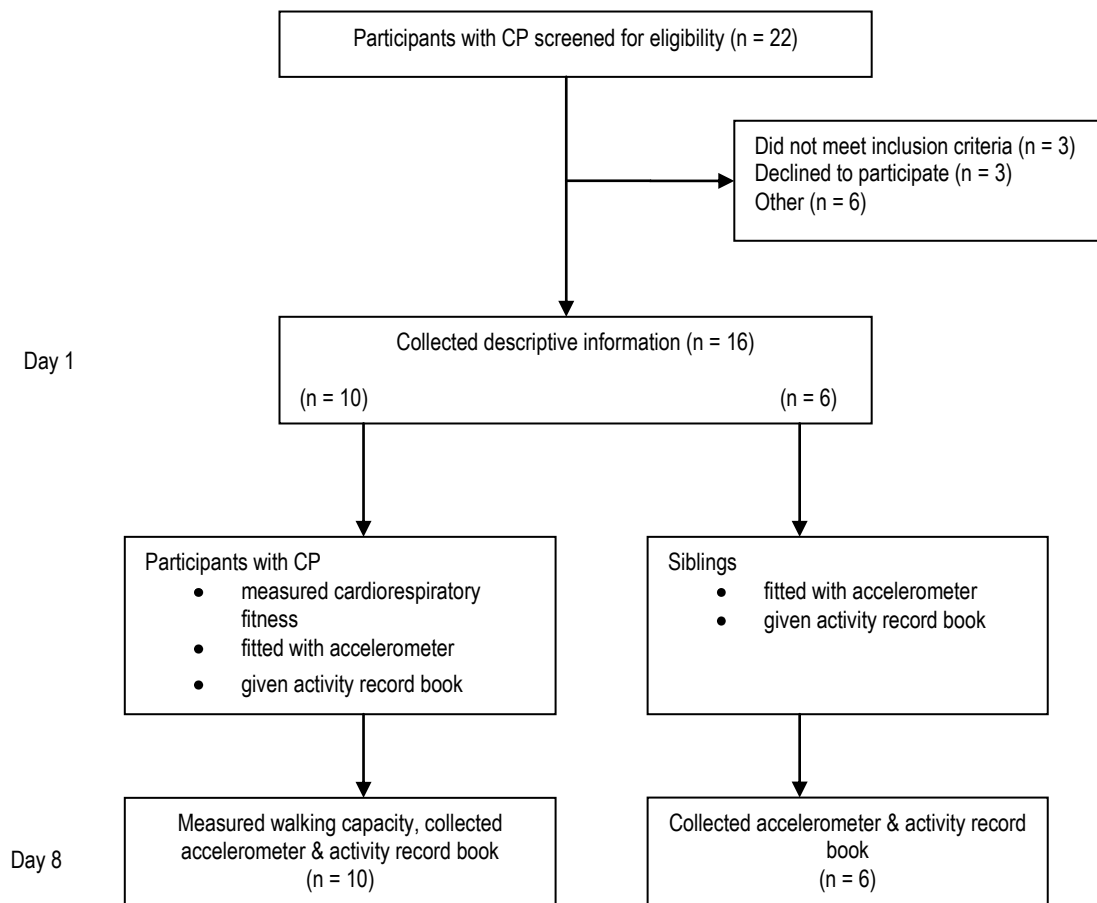 Participants with CP screened for eligibility (n = 22)
Did not meet inclusion criteria (n = 3)
Declined to participate (n = 3)
Other (n = 6)
Day 1
Collected descriptive information (n = 16)
(n = 10)
(n = 6)
Participants with CP
• measured cardiorespiratory
fitness
• fitted with accelerometer
• given activity record book
Siblings
• fitted with accelerometer
• given activity record book
Day 8
Measured walking capacity, collected
accelerometer & activity record book
(n = 10)
Collected accelerometer & activity record
book
(n = 6)